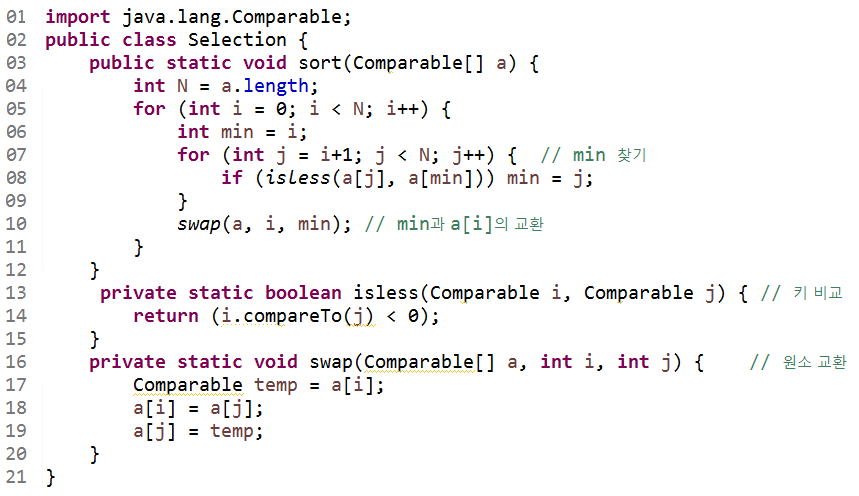 01 import java.lang.Comparable;
02 public class Selection {
03     public static void sort(Comparable[] a) {
04         int N = a.length;
05         for (int i = 0; i < N; i++) {
06             int min = i;
07             for (int j = i+1; j < N; j++) {  // min 찾기
08                 if (isless(a[j], a[min])) min = j;
09             }
10             swap(a, i, min); // min과 a[i]의 교환
11         }
12     }
13      private static boolean isless(Comparable i, Comparable j) { // 키 비교
14         return (i.compareTo(j) < 0);
15     }
16     private static void swap(Comparable[] a, int i, int j) {    // 원소 교환
17         Comparable temp = a[i];
18         a[i] = a[j];
19         a[j] = temp;
20     }
21 }